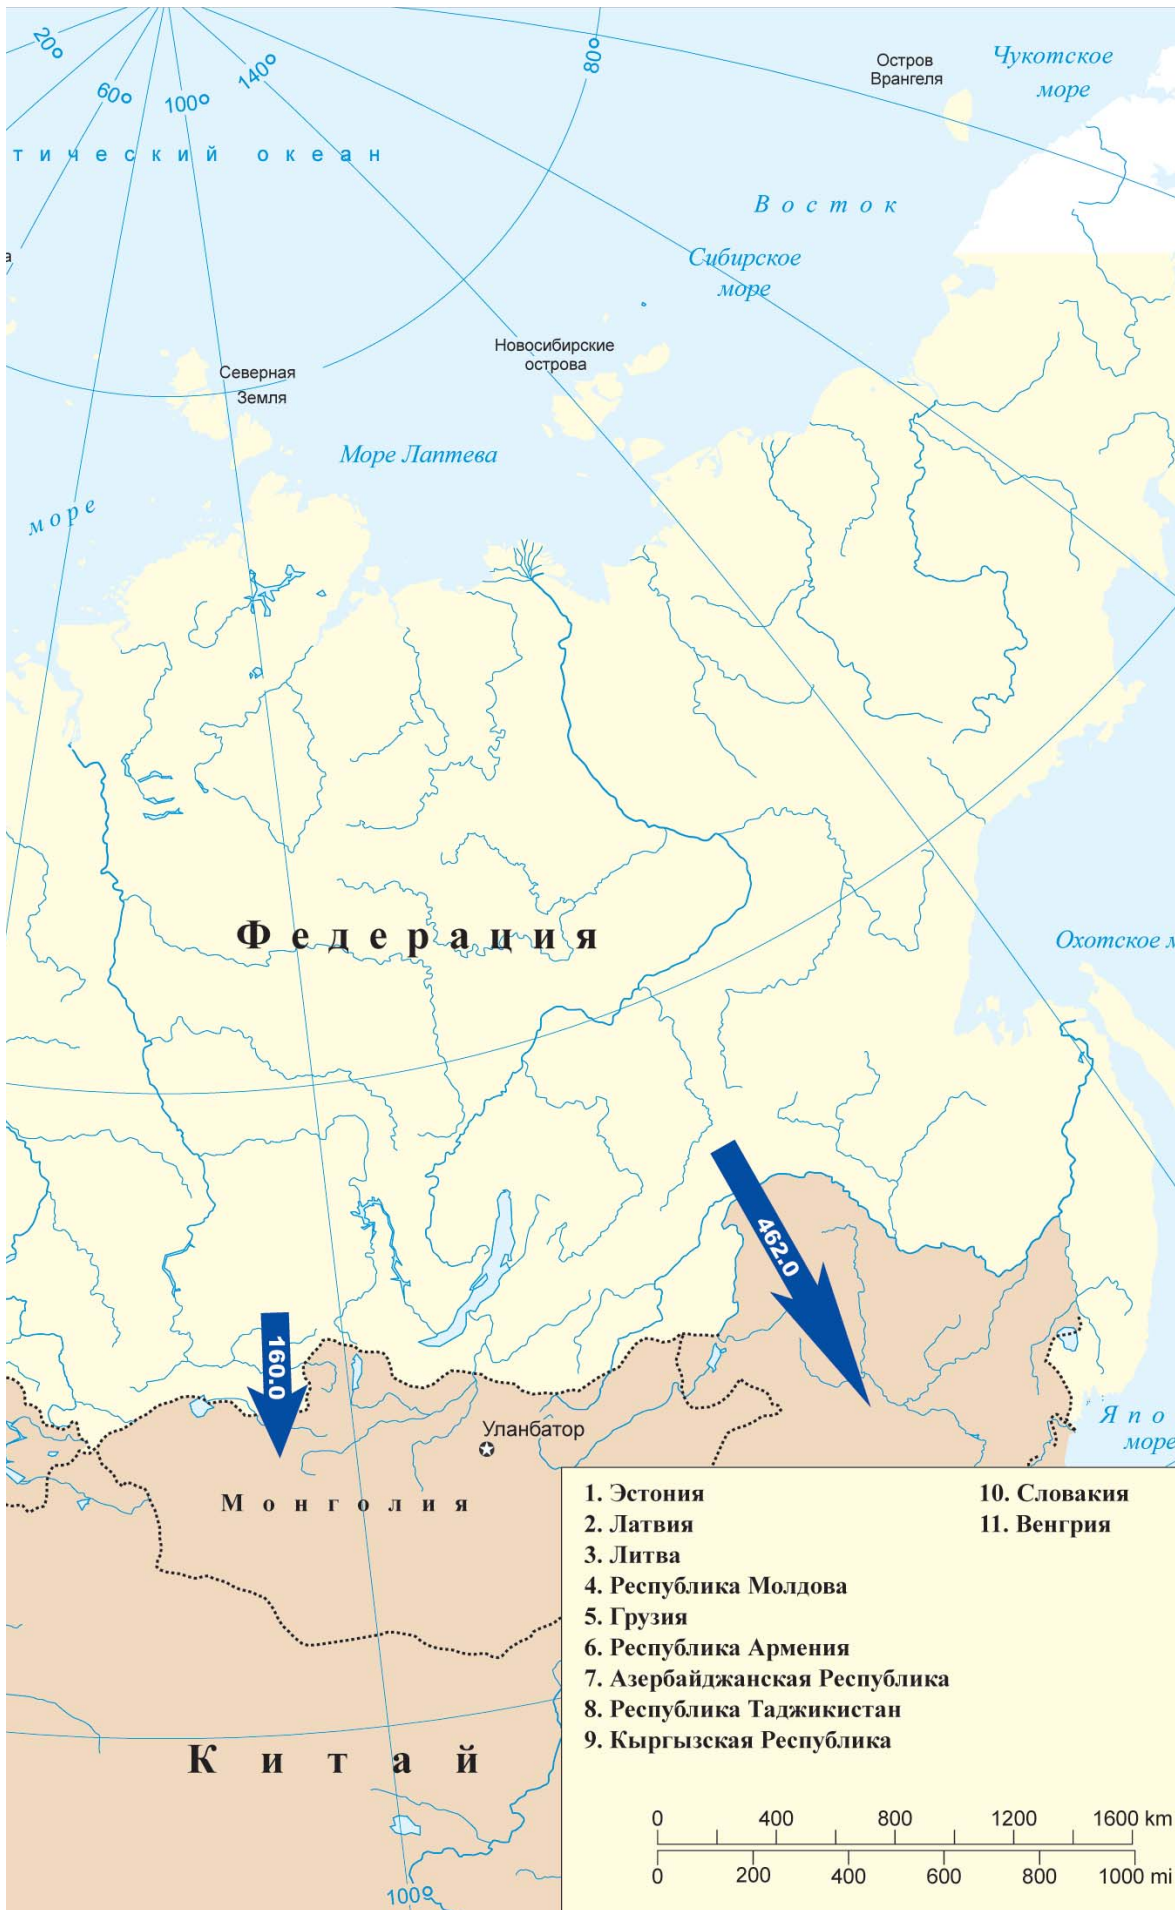 20°
60°
100°
140°
80°
Остров
Врангеля
Чукотское
море
тический океан
а
Восток
Сибирское
море
Новосибирские
острова
Северная
Земля
Море Лаптева
море
Федерация
Охотское м
462.0
160.0
Уланбатор
Монголия
Япо
море
1. Эстония
2. Латвия
3. Литва
4. Республика Молдова
5. Грузия
6. Республика Армения
7. Азербайджанская Республика
8. Республика Таджикистан
9. Кыргызская Республика
10. Словакия
11. Венгрия
Китай
0 400 800 1200 1600 km
0 200 400 600 800 1000 mi
100°